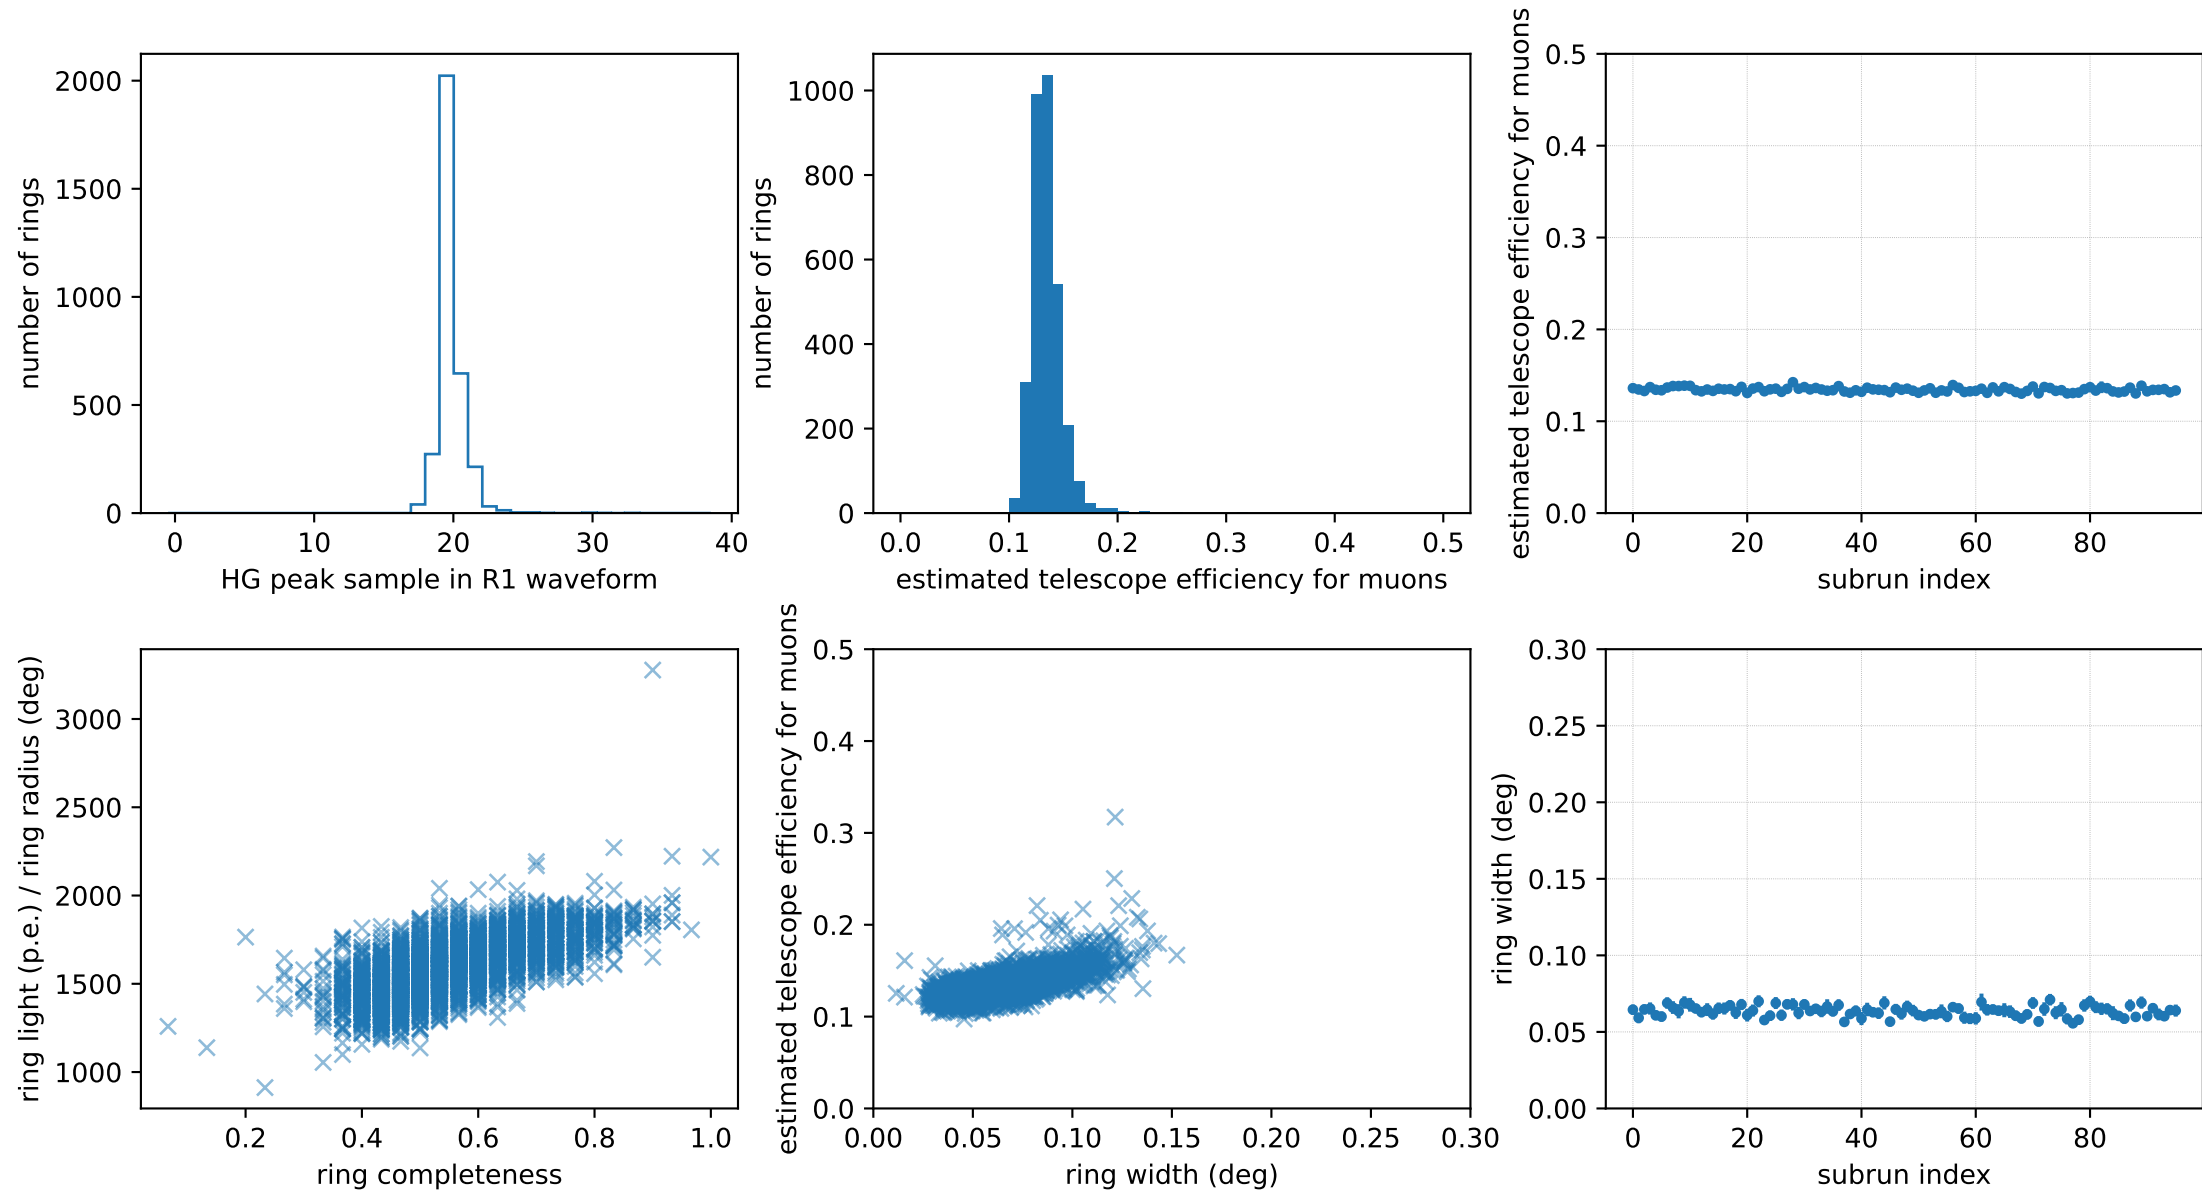 number of rings
2000
1500
1000
500
0
0 10 20 30 40
HG peak sample in R1 waveform
number of rings
1000
800
600
400
200
0
0.0 0.1 0.2 0.3 0.4 0.5
estimated telescope efficiency for muons
estimated telescope efficiency for muons
0.5
0.4
0.3
0.2
0.1
0.0
0 20 40 60 80
subrun index
ring light (p.e.) / ring radius (deg)
3000
2500
2000
1500
1000
0.2 0.4 0.6 0.8 1.0
ring completeness
estimated telescope efficiency for muons
0.5
0.4
0.3
0.2
0.1
0.0
0.00 0.05 0.10 0.15 0.20 0.25 0.30
ring width (deg)
ring width (deg)
0.30
0.25
0.20
0.15
0.10
0.05
0.00
0 20 40 60 80
subrun index